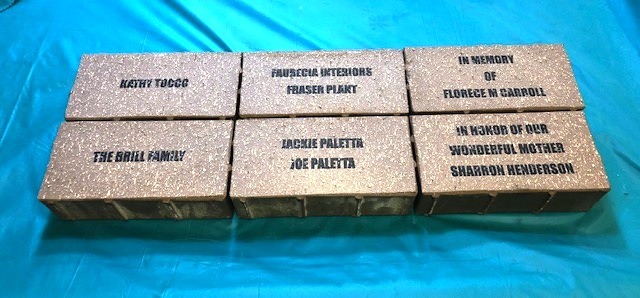 KATHY TOCCO
FAURECIA INTERIORS
FRASER PLANT
IN MEMORY
OF
FLORECE M CARROLL
THE BRILL FAMILY
JACKIE PALETTA
JOE PALETTA
IN HONOR OF OUR
WONDERFUL MOTHER
SHARRON HENDERSON